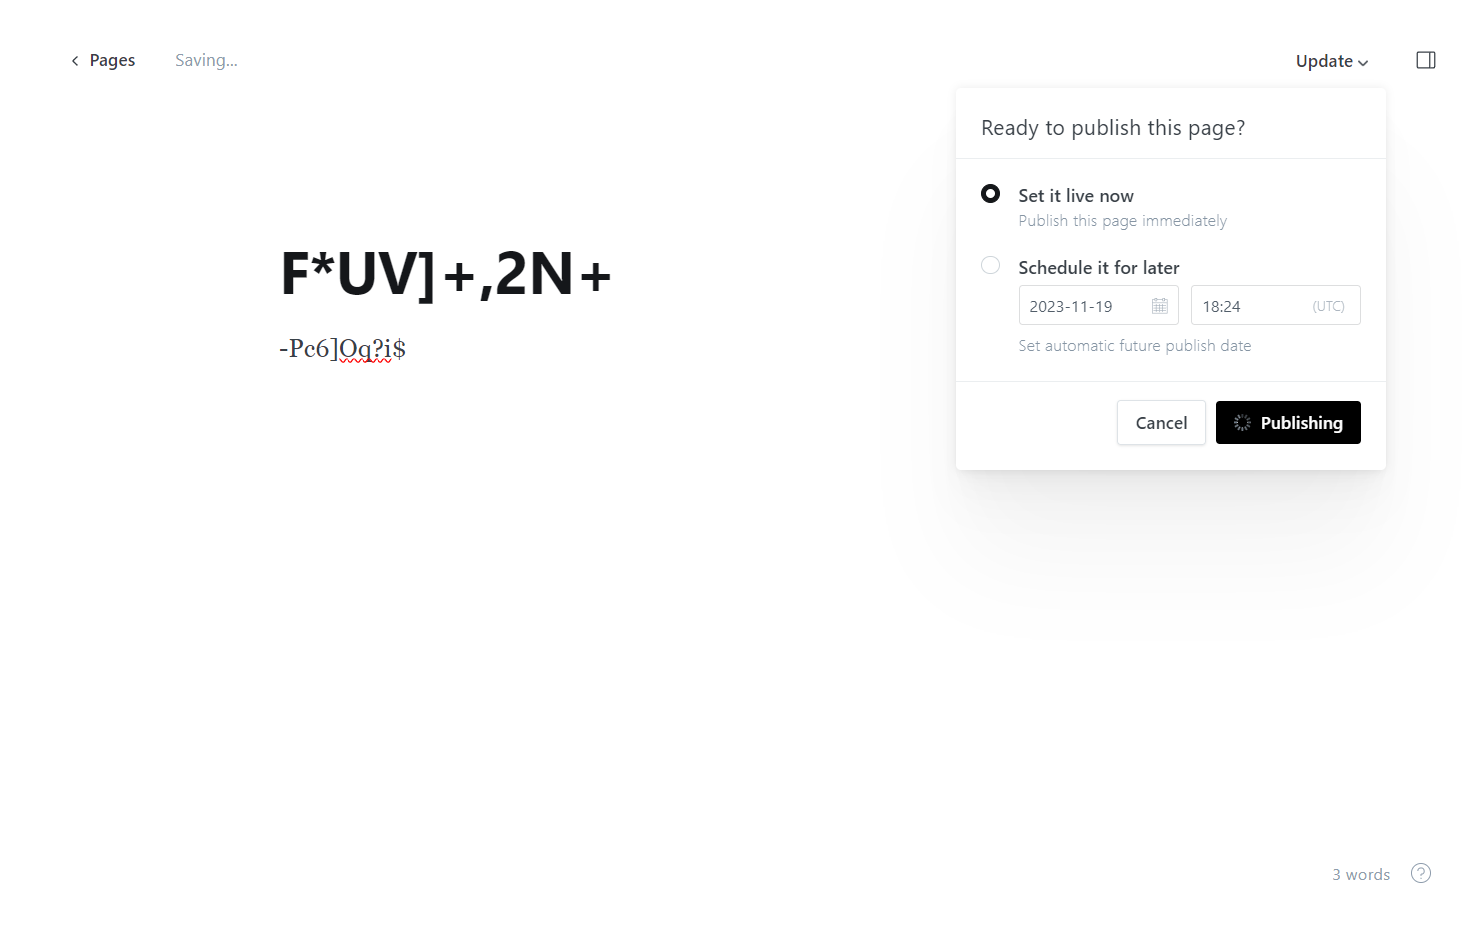 Pages
Saving...
Update
Ready to publish this page?
Set it live now
Publish this page immediately
F*UV]+,2N+
Schedule it for later
2023-11-19
18:24
(UTC)
-Pc6]Oq?i$
Set automatic future publish date
Cancel
Publishing
3 words
?